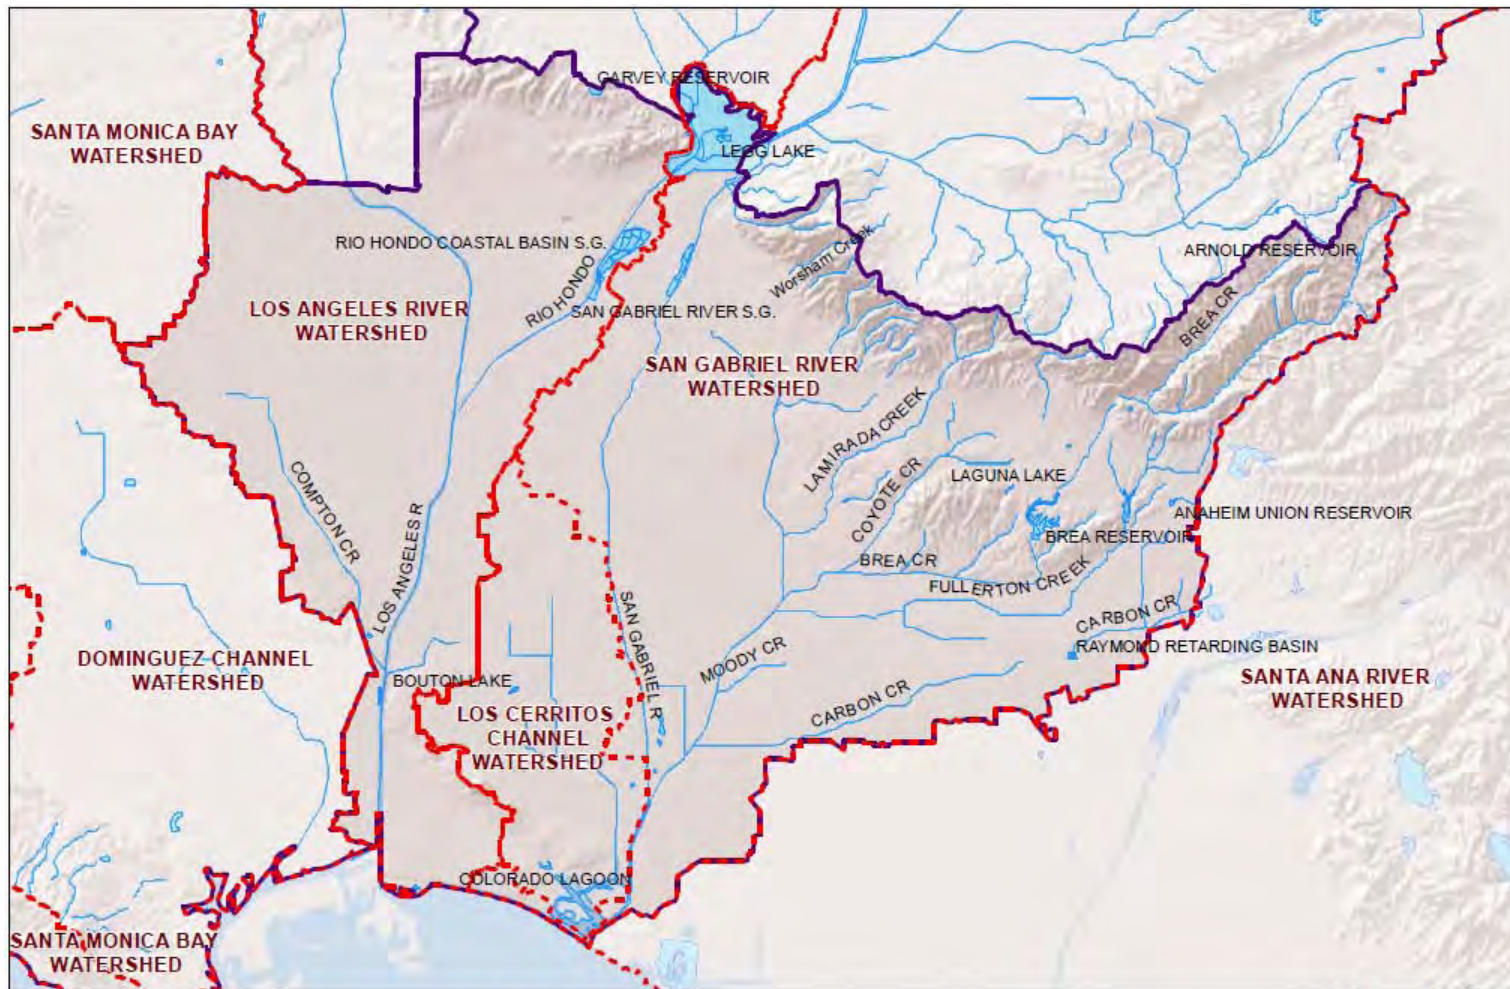 GARVEY RESERVOIR
SANTA MONICA BAY
WATERSHED
LEGG LAKE
RIO HONDO COASTAL BASIN S.G.
Worsham Creek
ARNOLD RESERVOIR
RIO HONDO
LOS ANGELES RIVER
WATERSHED
SAN GABRIEL RIVER S.G.
BREA CR
SAN GABRIEL RIVER
WATERSHED
LA MIRADA CREEK
LAGUNA LAKE
COYOTE CR
COMPTON CR
ANAHEIM UNION RESERVOIR
BREA RESERVOIR
LOS ANGELES R
BREA CR
FULLERTON CREEK
CARBON CR
SAN GABRIEL R
RAYMOND RETARDING BASIN
DOMINGUEZ CHANNEL
WATERSHED
MOODY CR
BOUTON LAKE
SANTA ANA RIVER
WATERSHED
CARBON CR
LOS CERRITOS
CHANNEL
WATERSHED
COLORADO LAGOON
SANTA MONICA BAY
WATERSHED